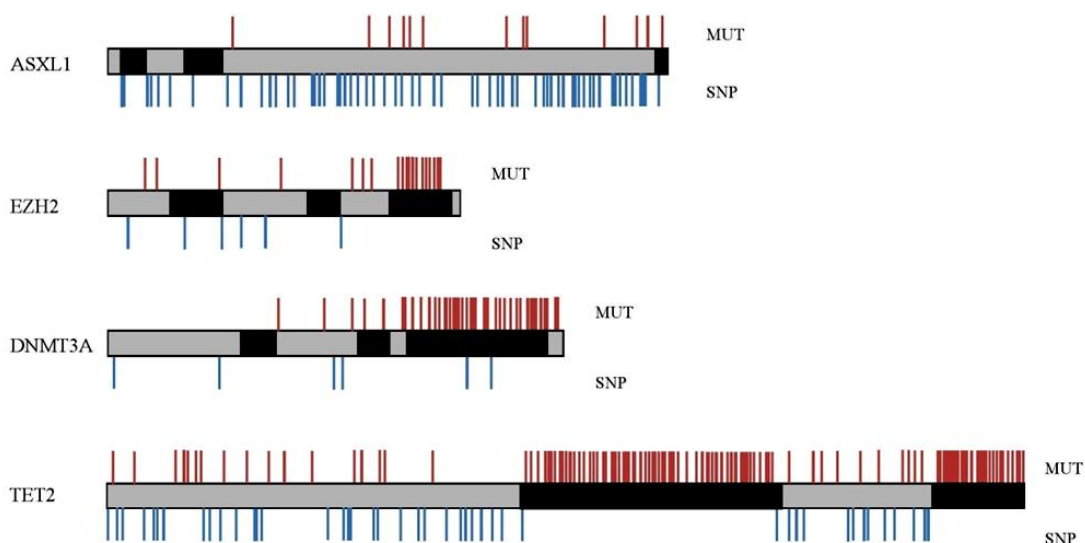 MUT
ASXL1
SNP
MUT
EZH2
SNP
MUT
DNMT3A
SNP
MUT
TET2
SNP